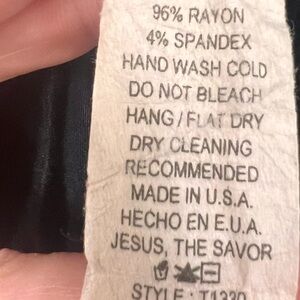 96% RAYON
4% SPANDEX
HAND WASH COLD
DO NOT BLEACH
HANG / FLAT DRY
DRY CLEANING
RECOMMENDED
MADE IN U.S.A.
HECHO EN E.U.A.
JESUS, THE SAVOR
STYLE : T1320